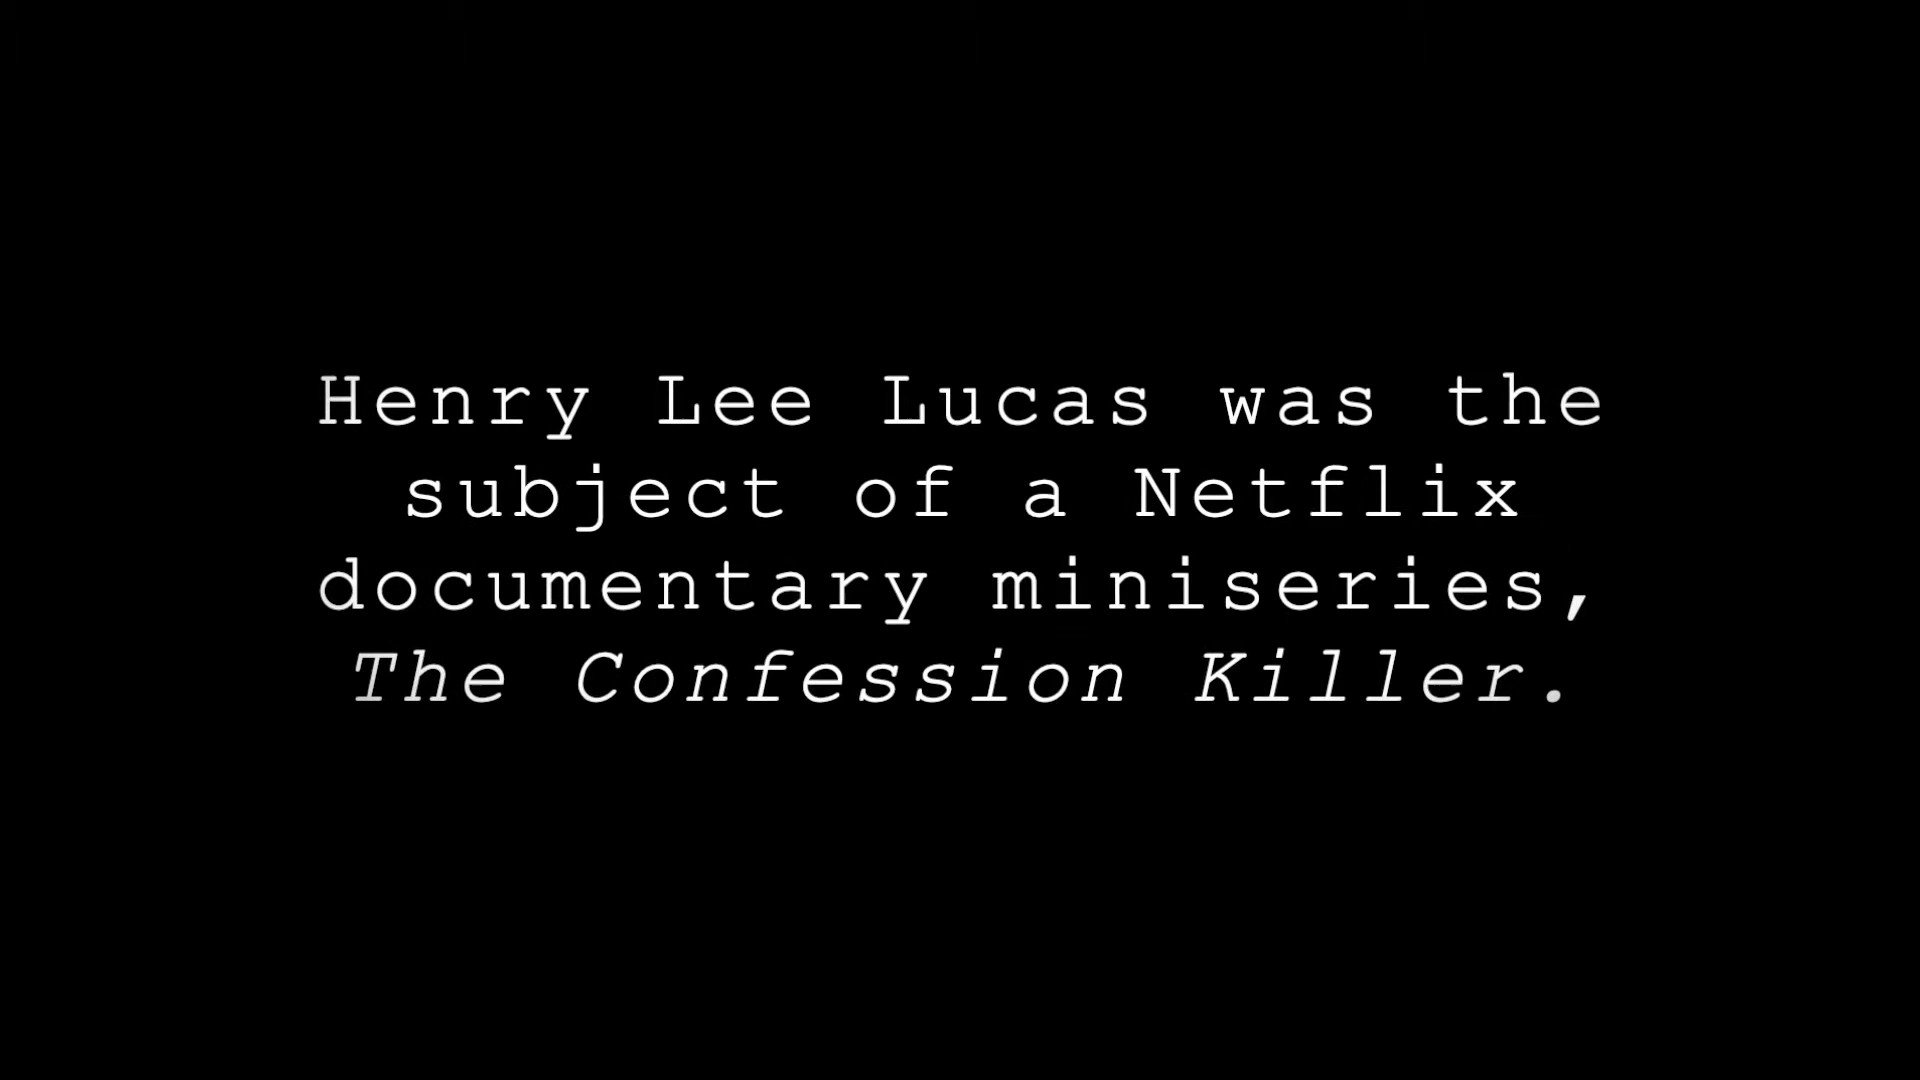 Henry Lee Lucas was the
subject of a Netflix
documentary miniseries,
The Confession Killer.